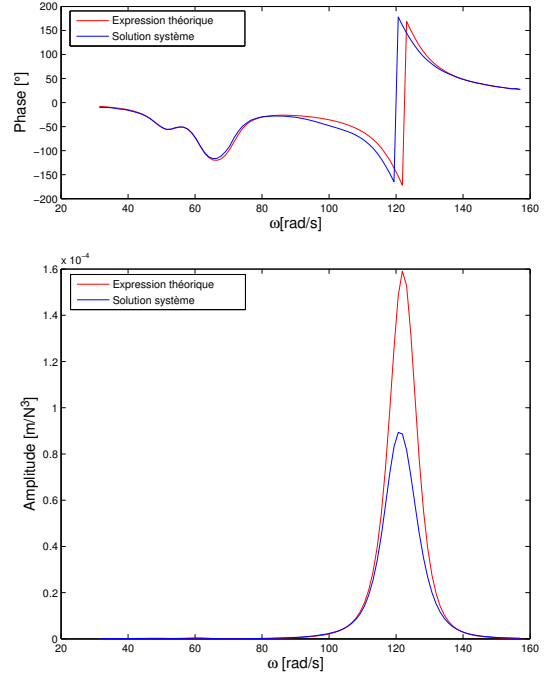 200
150
100
50
0
−50
−100
−150
−200
Phase [°]
Expression théorique
Solution système
20 40 60 80 100 120 140 160
ω[rad/s]
x 10⁻⁴
1.6
1.4
1.2
1
0.8
0.6
0.4
0.2
0
Amplitude [m/N³]
Expression théorique
Solution système
20 40 60 80 100 120 140 160
ω [rad/s]